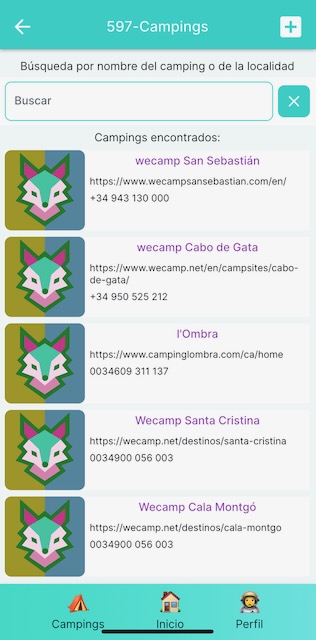 597-Campings
Búsqueda por nombre del camping o de la localidad
Buscar
Campings encontrados:
wecamp San Sebastián
https://www.wecampsansebastian.com/en/
+34 943 130 000
wecamp Cabo de Gata
https://www.wecamp.net/en/campsites/cabo-
de-gata/
+34 950 525 212
l'Ombra
https://www.campinglombra.com/ca/home
0034609 311 137
Wecamp Santa Cristina
https://wecamp.net/destinos/santa-cristina
0034900 056 003
Wecamp Cala Montgó
https://wecamp.net/destinos/cala-montgo
0034900 056 003
Campings
Inicio
Perfil